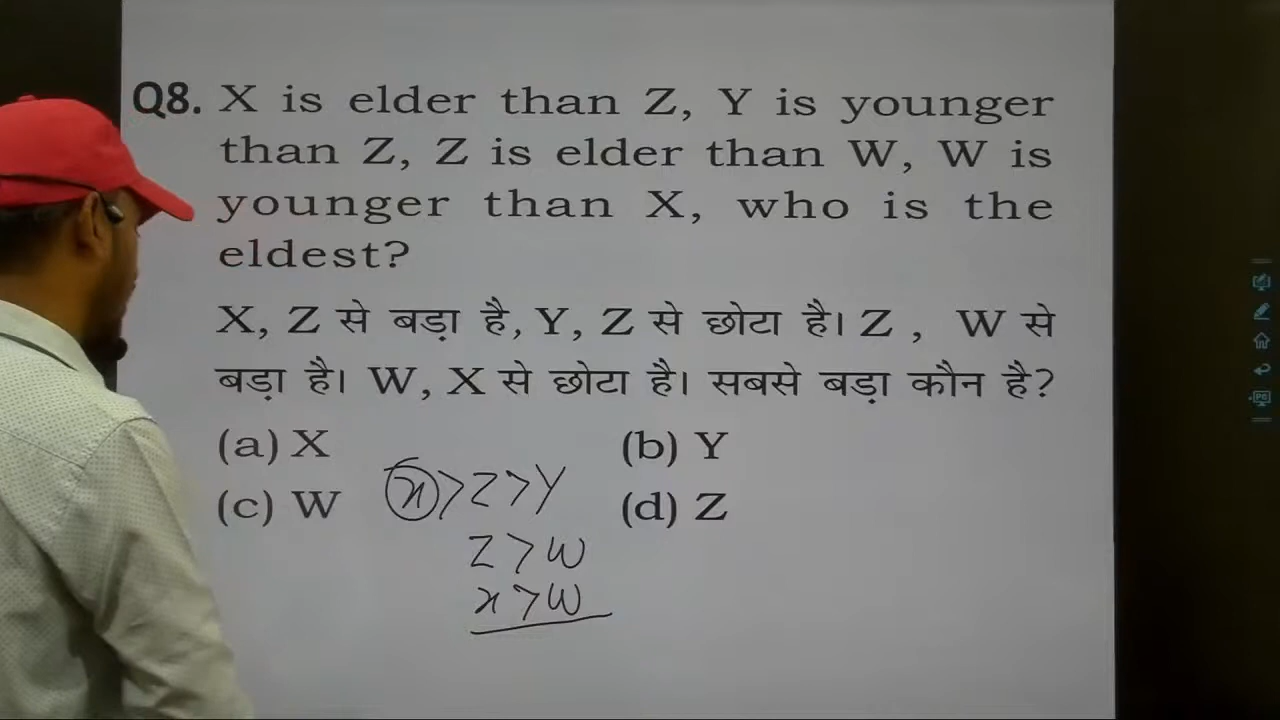 Q8. X is elder than Z, Y is younger
than Z, Z is elder than W, W is
younger than X, who is the
eldest?
X, Z से बड़ा है, Y, Z से छोटा है। Z , W से
बड़ा है। W, X से छोटा है। सबसे बड़ा कौन है?
(a) X (b) Y
(c) W (d) Z
x>Z>Y
Z>W
x>W